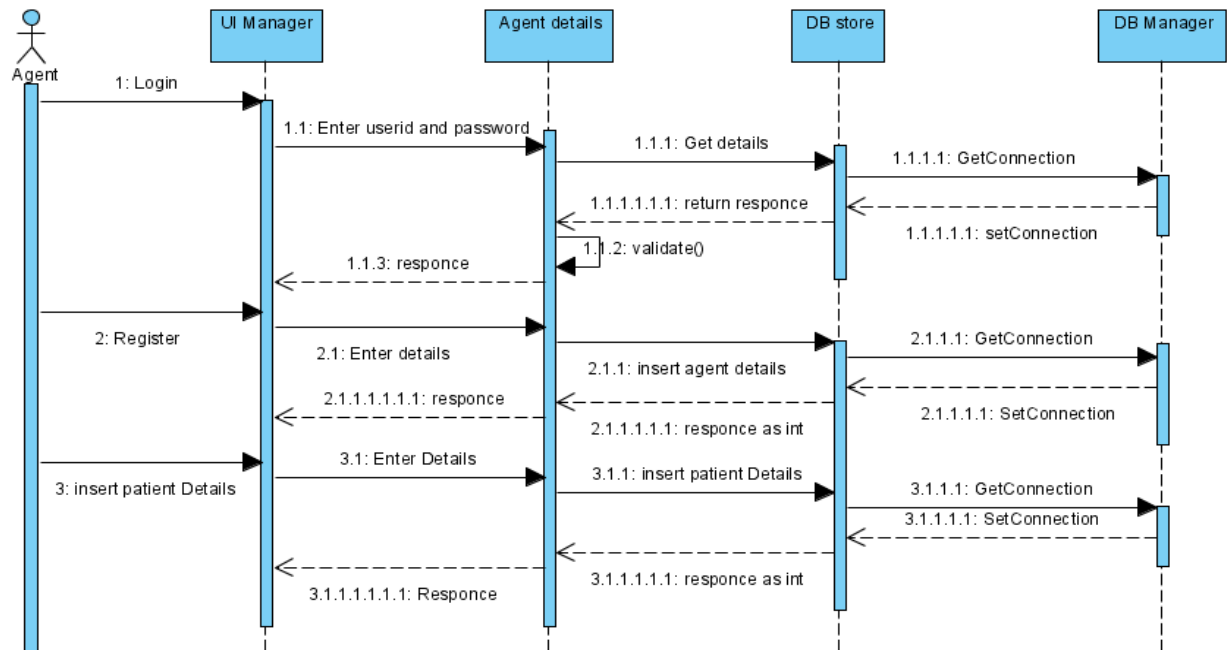 UI Manager
Agent details
DB store
DB Manager
Agent
1: Login
1.1: Enter userid and password
1.1.1: Get details
1.1.1.1: GetConnection
1.1.1.1.1.1: return responce
1.1.1.1.1: setConnection
1.1.2: validate()
1.1.3: responce
2: Register
2.1: Enter details
2.1.1: insert agent details
2.1.1.1: GetConnection
2.1.1.1.1.1.1: responce
2.1.1.1.1: SetConnection
2.1.1.1.1.1: responce as int
3: insert patient Details
3.1: Enter Details
3.1.1: insert patient Details
3.1.1.1: GetConnection
3.1.1.1.1: SetConnection
3.1.1.1.1.1: responce as int
3.1.1.1.1.1.1: Responce